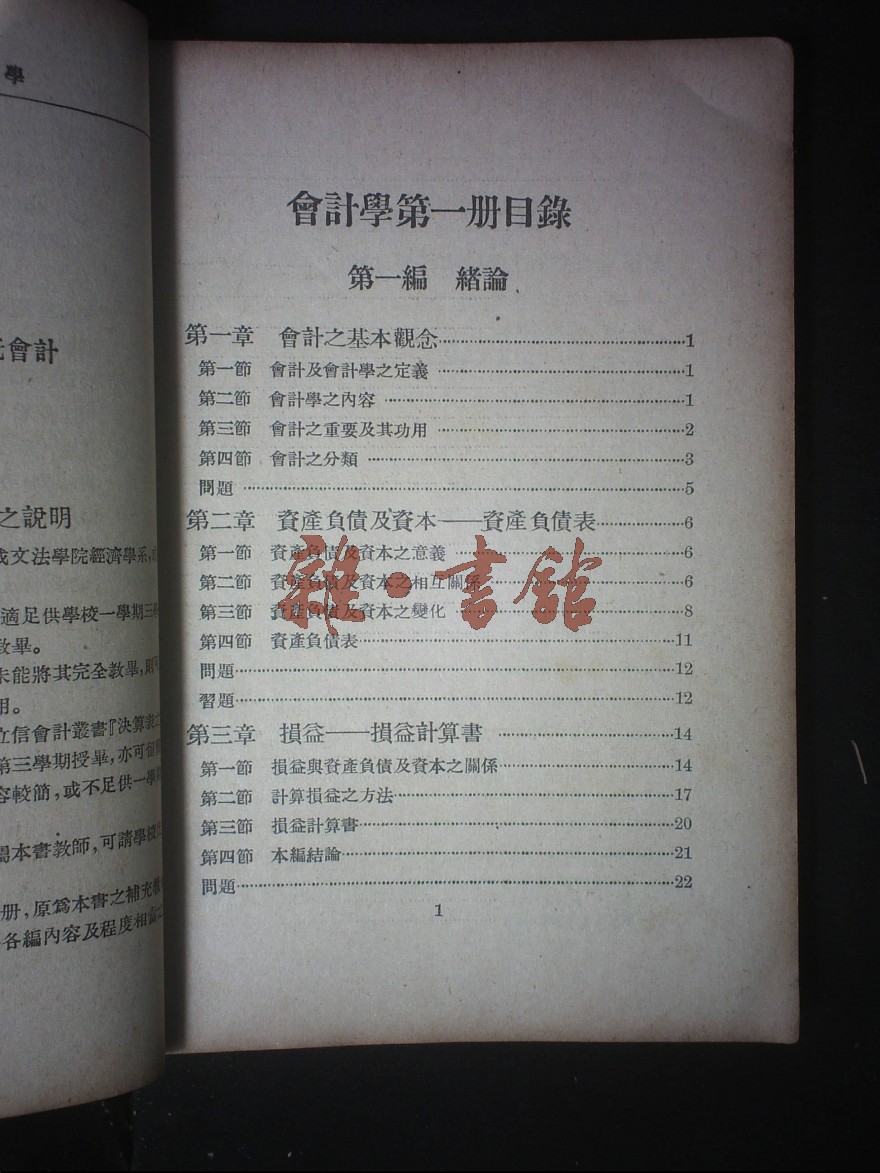 學
會計
之說明
文法學院經濟學系,
適足供學校一學期三
教畢。
未能將其完全教畢,則
用。
立信會計叢書『決算表之
第三學期授畢,亦可留
容較簡,或不足供一學
本書教師,可請學校
册,原爲本書之補充
各編內容及程度相當之
會計學第一册目錄
第一編 緒論
第一章 會計之基本觀念……1
第一節 會計及會計學之定義……1
第二節 會計學之內容……1
第三節 會計之重要及其功用……2
第四節 會計之分類……3
問題……5
第二章 資產負債及資本——資產負債表……6
第一節 資產負債及資本之意義……6
第二節 資產負債及資本之相互關係……6
第三節 資產負債及資本之變化……8
第四節 資產負債表……11
問題……12
習題……12
第三章 損益——損益計算書……14
第一節 損益與資產負債及資本之關係……14
第二節 計算損益之方法……17
第三節 損益計算書……20
第四節 本編結論……21
問題……22
1
雜·書館